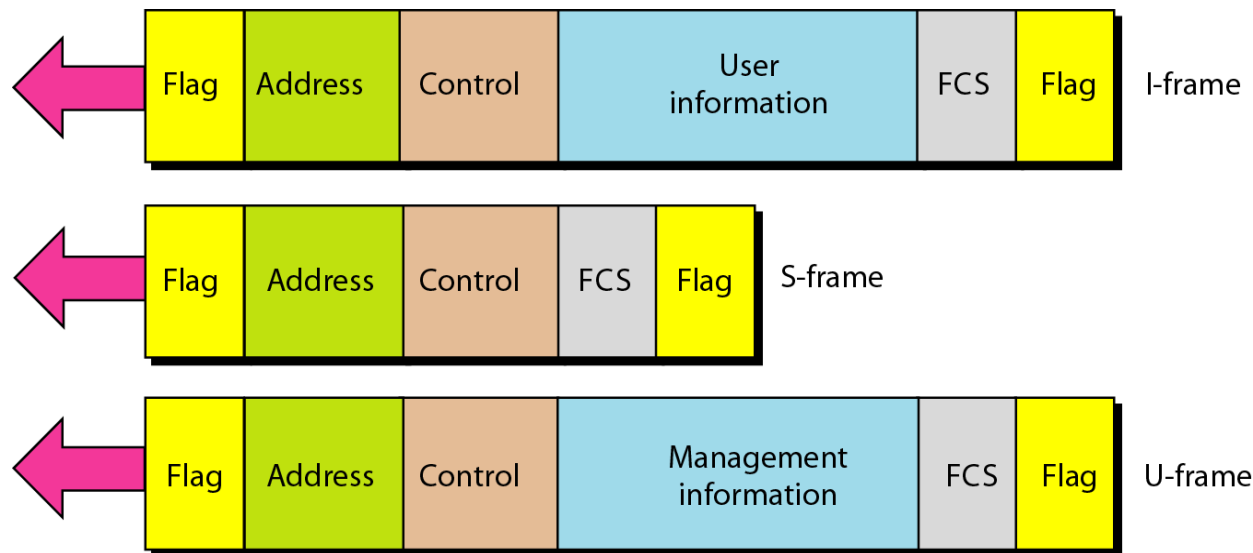 Flag Address Control User information FCS Flag I-frame
Flag Address Control FCS Flag S-frame
Flag Address Control Management information FCS Flag U-frame